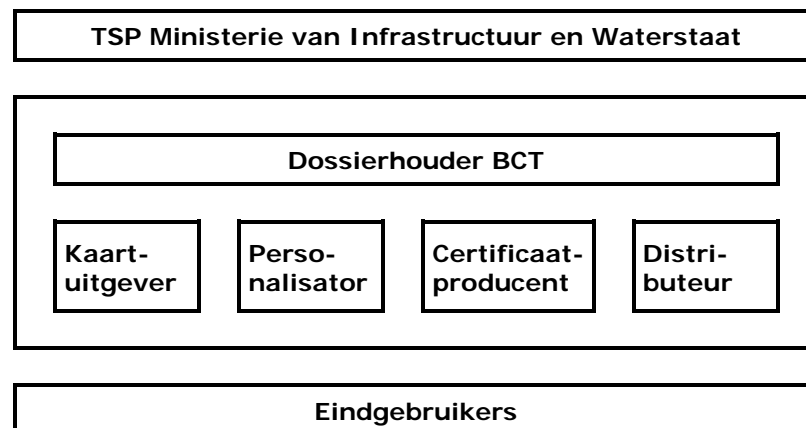 TSP Ministerie van Infrastructuur en Waterstaat
Dossierhouder BCT
Kaart-
uitgever
Perso-
nalisator
Certificaat-
producent
Distri-
buteur
Eindgebruikers